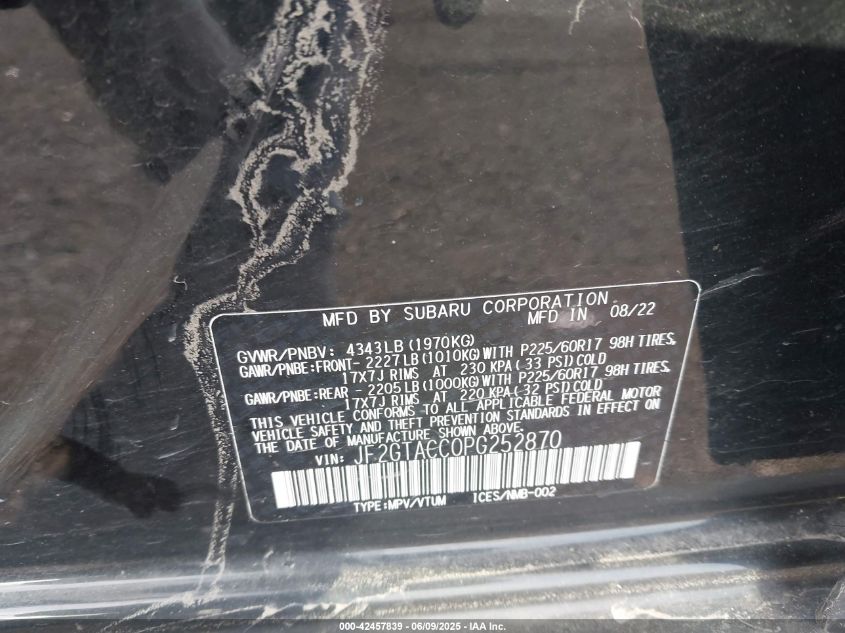 MFD BY SUBARU CORPORATION
MFD IN 08/22
GVWR/PNBV: 4343LB (1970KG)
GAWR/PNBE:FRONT- 2227LB (1010KG) WITH P225/60R17 98H TIRES,
17X7J RIMS AT 230 KPA (33 PSI) COLD
GAWR/PNBE:REAR - 2205LB (1000KG) WITH P225/60R17 98H TIRES,
17X7J RIMS AT 220 KPA (32 PSI) COLD
THIS VEHICLE CONFORMS TO ALL APPLICABLE FEDERAL MOTOR
VEHICLE SAFETY AND THEFT PREVENTION STANDARDS IN EFFECT ON
THE DATE OF MANUFACTURE SHOWN ABOVE.
VIN: JF2GTACC0PG252870
TYPE:MPV/VTUM ICES/NMB-002
000-42457839 - 06/09/2025 - IAA Inc.